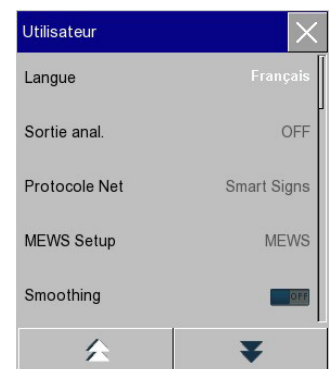 Utilisateur
Langue Français
Sortie anal. OFF
Protocole Net Smart Signs
MEWS Setup MEWS
Smoothing OFF